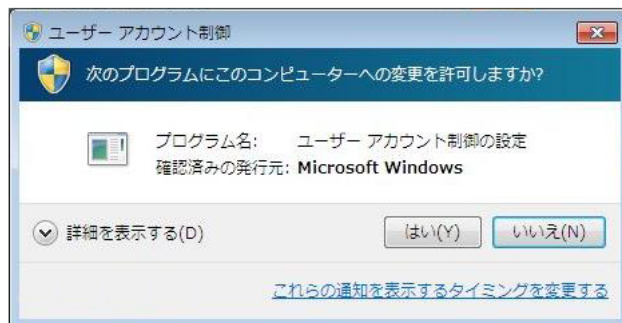 ユーザー アカウント制御
次のプログラムにこのコンピューターへの変更を許可しますか?
プログラム名: ユーザー アカウント制御の設定
確認済みの発行元: Microsoft Windows
詳細を表示する(D) はい(Y) いいえ(N)
これらの通知を表示するタイミングを変更する